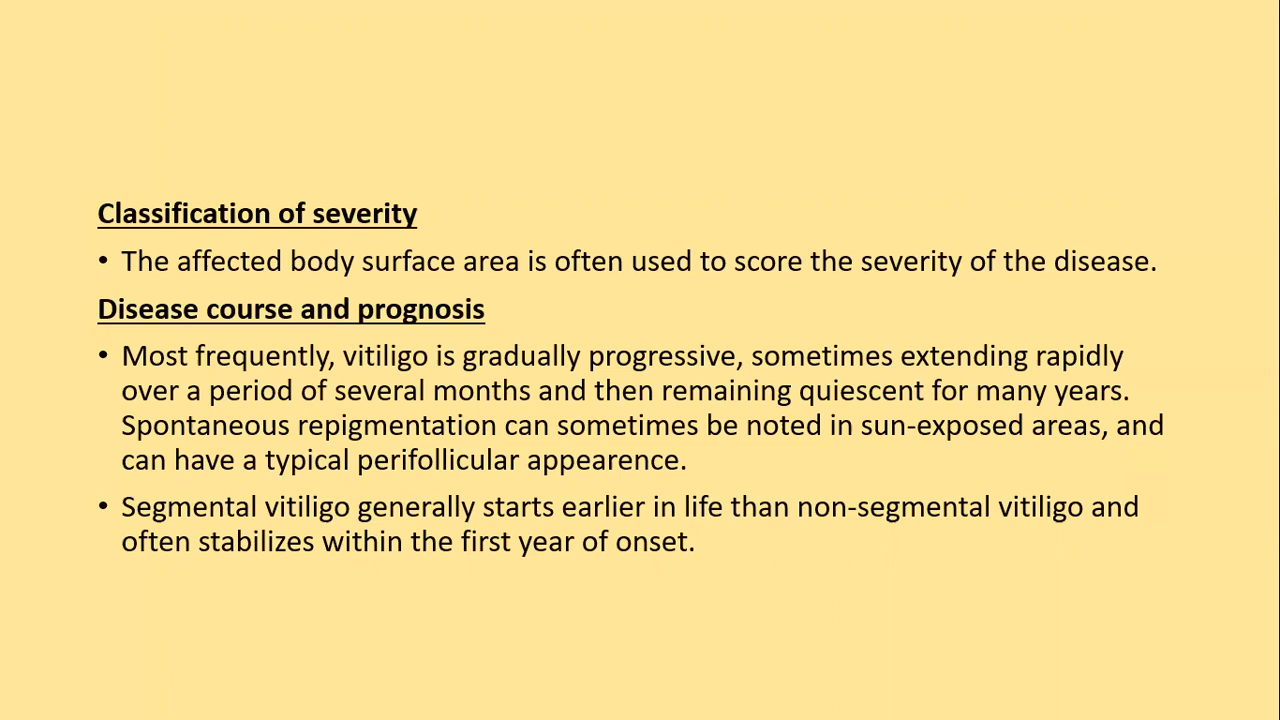 Classification of severity
• The affected body surface area is often used to score the severity of the disease.
Disease course and prognosis
• Most frequently, vitiligo is gradually progressive, sometimes extending rapidly
over a period of several months and then remaining quiescent for many years.
Spontaneous repigmentation can sometimes be noted in sun-exposed areas, and
can have a typical perifollicular appearence.
• Segmental vitiligo generally starts earlier in life than non-segmental vitiligo and
often stabilizes within the first year of onset.